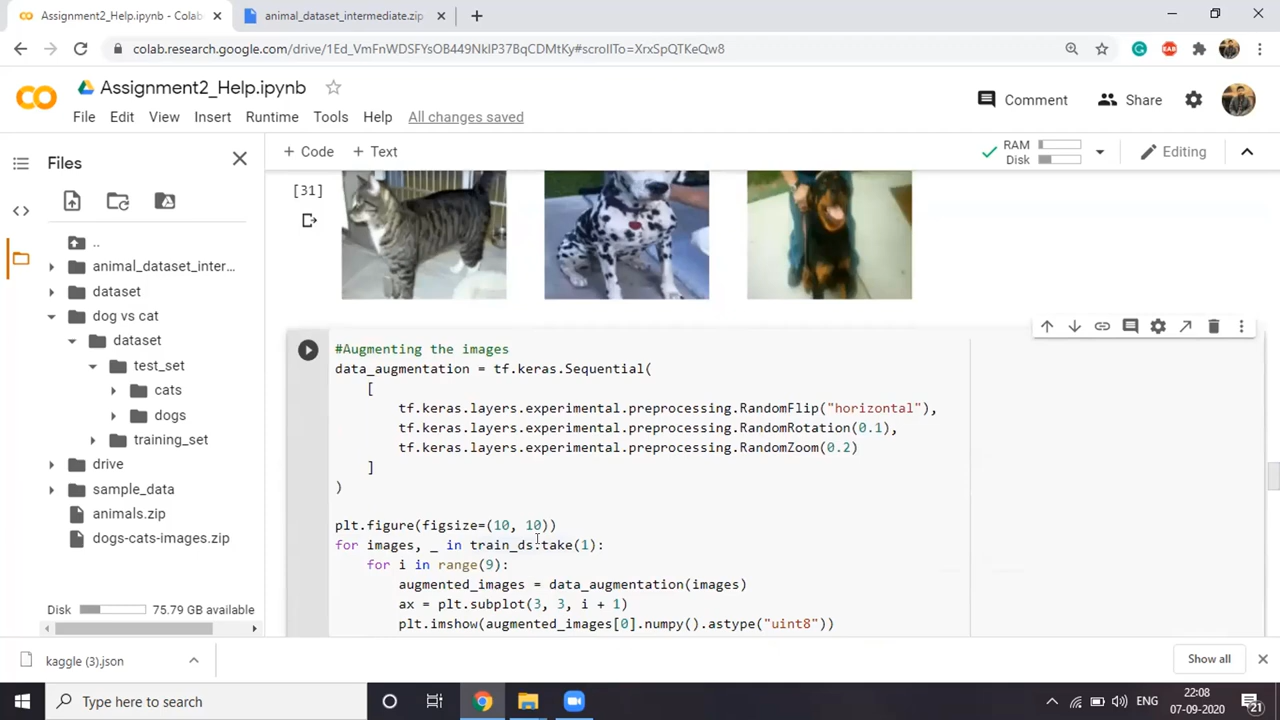 Assignment2_Help.ipynb - Colab
animal_dataset_intermediate.zip
colab.research.google.com/drive/1Ed_VmFnWDSFYsOB449NklP37BqCDMtKy#scrollTo=XrxSpQTKeQw8
Assignment2_Help.ipynb
Comment
Share
File Edit View Insert Runtime Tools Help All changes saved
Files
+ Code + Text
RAM
Disk
Editing
[31]
..
animal_dataset_inter...
dataset
dog vs cat
dataset
test_set
cats
dogs
training_set
drive
sample_data
animals.zip
dogs-cats-images.zip
Disk 75.79 GB available
#Augmenting the images
data_augmentation = tf.keras.Sequential(
[
tf.keras.layers.experimental.preprocessing.RandomFlip("horizontal"),
tf.keras.layers.experimental.preprocessing.RandomRotation(0.1),
tf.keras.layers.experimental.preprocessing.RandomZoom(0.2)
]
)
plt.figure(figsize=(10, 10))
for images, _ in train_ds.take(1):
for i in range(9):
augmented_images = data_augmentation(images)
ax = plt.subplot(3, 3, i + 1)
plt.imshow(augmented_images[0].numpy().astype("uint8"))
kaggle (3).json
Show all
Type here to search
ENG
22:08
07-09-2020
21